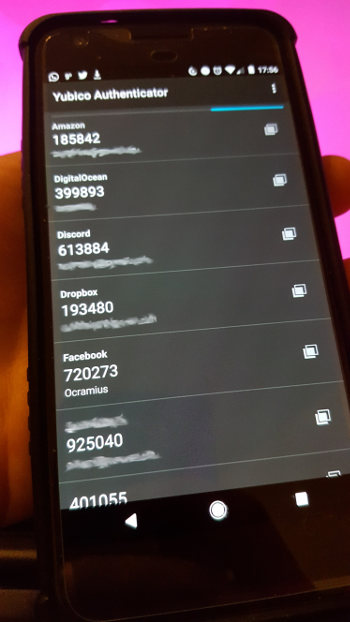 17:56
Yubico Authenticator
Amazon
185842
DigitalOcean
399893
Discord
613884
Dropbox
193480
Facebook
720273
Ocramius
925040
401055